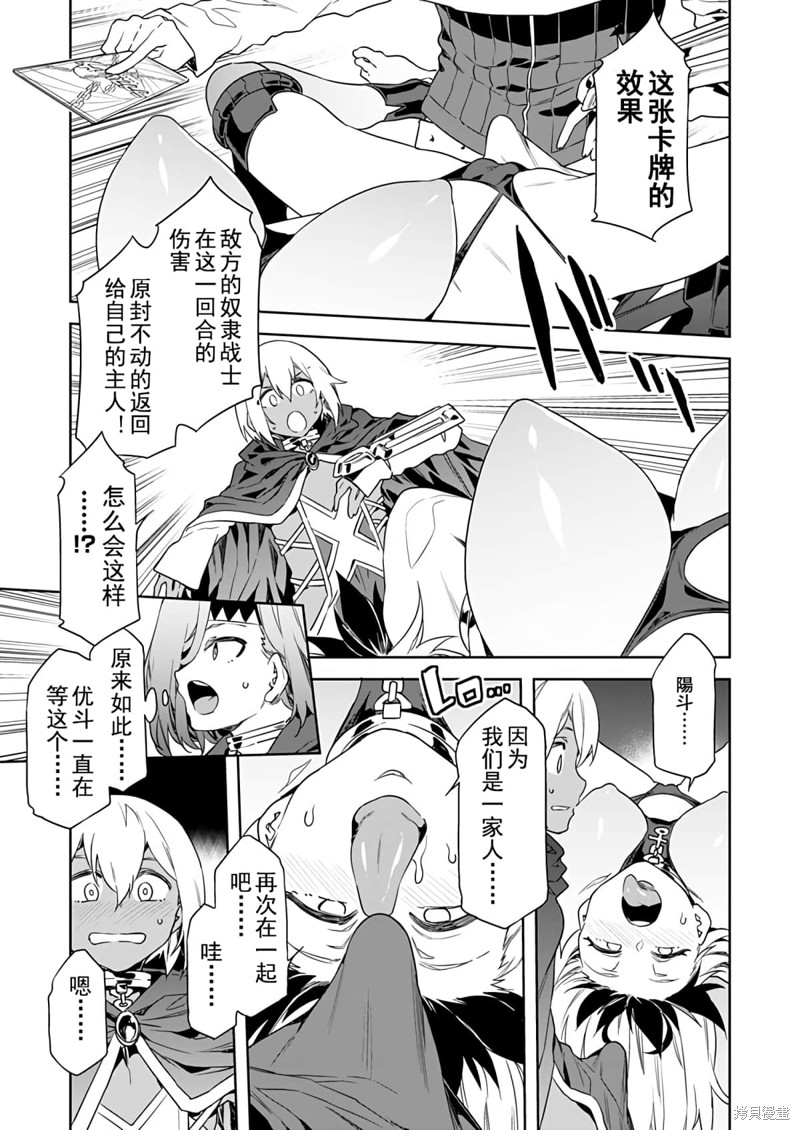 这张卡牌的
效果
敌方的奴隶战士
在这一回合的
伤害
原封不动的返回
给自己的主人！
怎么会这样
……!?
原来如此……
优斗一直在
等这个……
陽斗……
因为
我们是一家人……
再次在一起
吧……
哇……
嗯……
拷貝漫畫